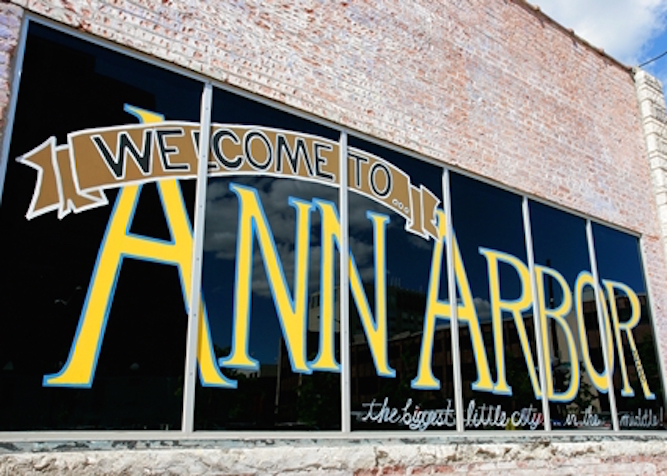 WELCOME TO...
ANN ARBOR
the biggest little city... in the middle!